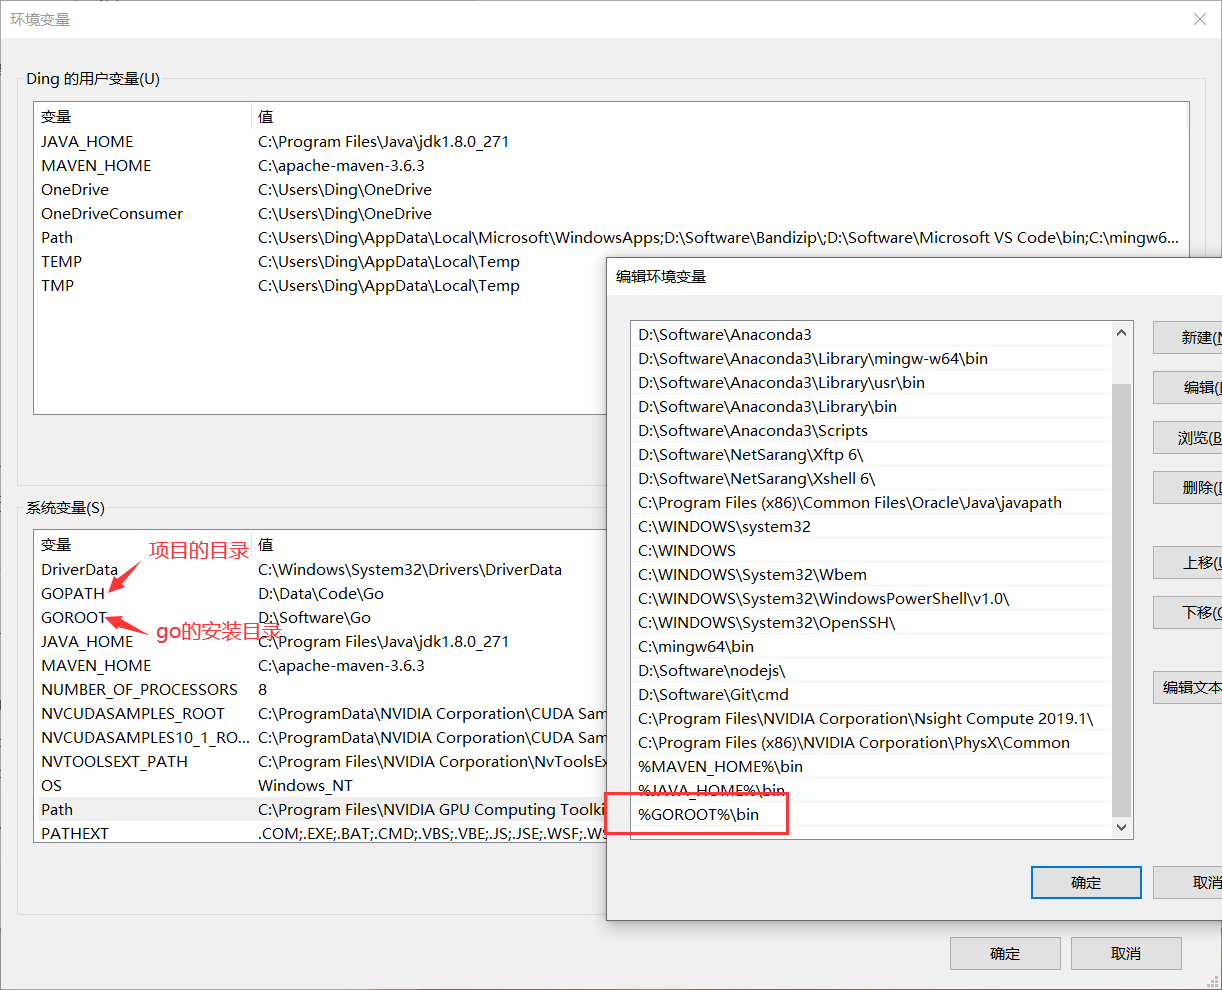 环境变量
Ding 的用户变量(U)
变量 值
JAVA_HOME C:\Program Files\Java\jdk1.8.0_271
MAVEN_HOME C:\apache-maven-3.6.3
OneDrive C:\Users\Ding\OneDrive
OneDriveConsumer C:\Users\Ding\OneDrive
Path C:\Users\Ding\AppData\Local\Microsoft\WindowsApps;D:\Software\Bandizip\;D:\Software\Microsoft VS Code\bin;C:\mingw6...
TEMP C:\Users\Ding\AppData\Local\Temp
TMP C:\Users\Ding\AppData\Local\Temp
系统变量(S)
变量 值
项目的目录
DriverData C:\Windows\System32\Drivers\DriverData
GOPATH D:\Data\Code\Go
GOROOT D:\Software\Go
go的安装目录
JAVA_HOME C:\Program Files\Java\jdk1.8.0_271
MAVEN_HOME C:\apache-maven-3.6.3
NUMBER_OF_PROCESSORS 8
NVCUDASAMPLES_ROOT C:\ProgramData\NVIDIA Corporation\CUDA Sam
NVCUDASAMPLES10_1_RO... C:\ProgramData\NVIDIA Corporation\CUDA Sam
NVTOOLSEXT_PATH C:\Program Files\NVIDIA Corporation\NvToolsEx
OS Windows_NT
Path C:\Program Files\NVIDIA GPU Computing Toolki
PATHEXT .COM;.EXE;.BAT;.CMD;.VBS;.VBE;.JS;.JSE;.WSF;.WS
编辑环境变量
D:\Software\Anaconda3
D:\Software\Anaconda3\Library\mingw-w64\bin
D:\Software\Anaconda3\Library\usr\bin
D:\Software\Anaconda3\Library\bin
D:\Software\Anaconda3\Scripts
D:\Software\NetSarang\Xftp 6\
D:\Software\NetSarang\Xshell 6\
C:\Program Files (x86)\Common Files\Oracle\Java\javapath
C:\WINDOWS\system32
C:\WINDOWS
C:\WINDOWS\System32\Wbem
C:\WINDOWS\System32\WindowsPowerShell\v1.0\
C:\WINDOWS\System32\OpenSSH\
C:\mingw64\bin
D:\Software\nodejs\
D:\Software\Git\cmd
C:\Program Files\NVIDIA Corporation\Nsight Compute 2019.1\
C:\Program Files (x86)\NVIDIA Corporation\PhysX\Common
%MAVEN_HOME%\bin
%JAVA_HOME%\bin
%GOROOT%\bin
新建(N
编辑(
浏览(B
删除(
上移(U
下移(
编辑文本
确定 取消
确定 取消